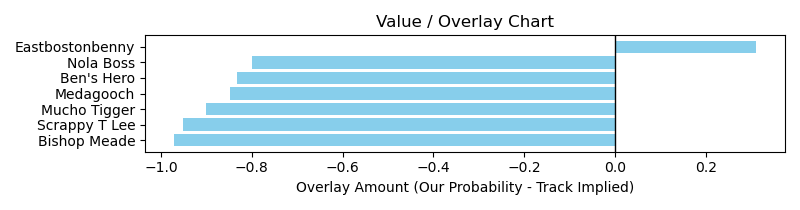 Value / Overlay Chart
Eastbostonbenny
Nola Boss
Ben's Hero
Medagooch
Mucho Tigger
Scrappy T Lee
Bishop Meade
−1.0 −0.8 −0.6 −0.4 −0.2 0.0 0.2
Overlay Amount (Our Probability - Track Implied)